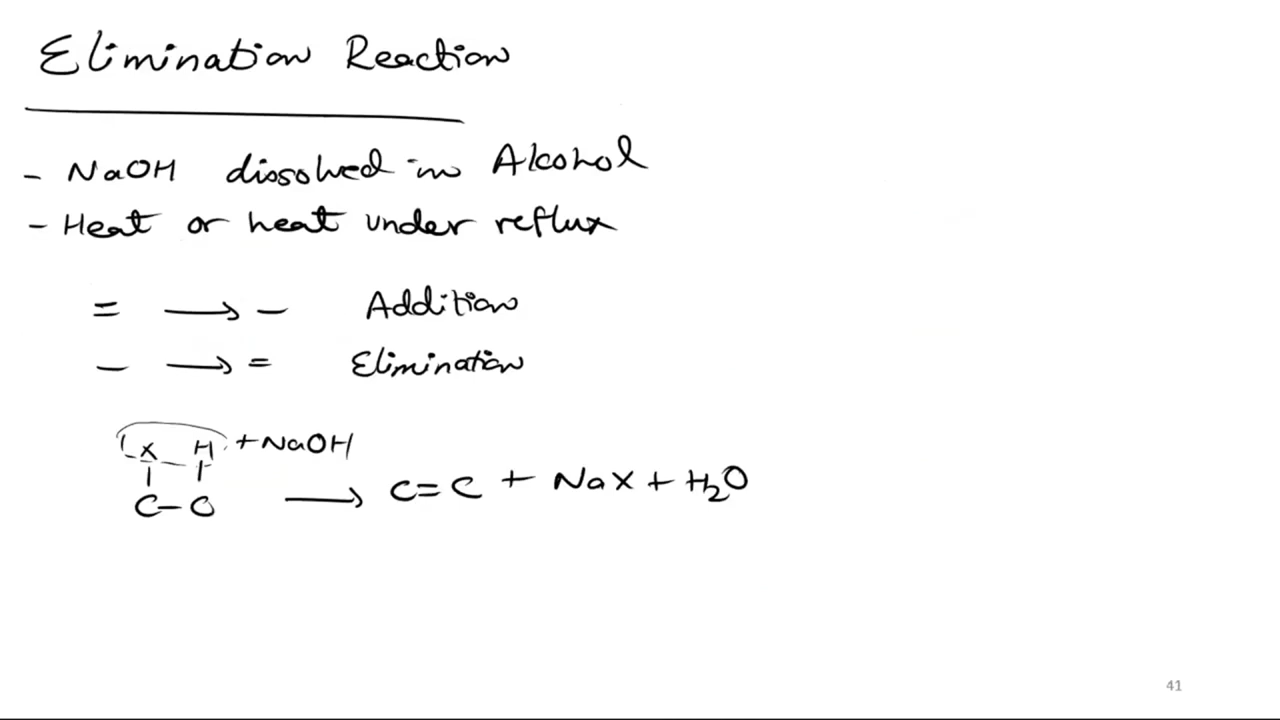 Elimination Reaction
- NaOH dissolved in Alcohol
- Heat or heat under reflux
= → - Addition
- → = Elimination
X H + NaOH
C-C → C=C + NaX + H₂O
41